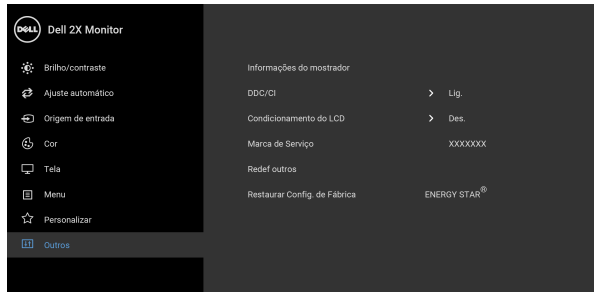 DELL Dell 2X Monitor
Brilho/contraste
Ajuste automático
Origem de entrada
Cor
Tela
Menu
Personalizar
Outros
Informações do mostrador
DDC/CI Lig.
Condicionamento do LCD Des.
Marca de Serviço XXXXXXX
Redef outros
Restaurar Config. de Fábrica ENERGY STAR®